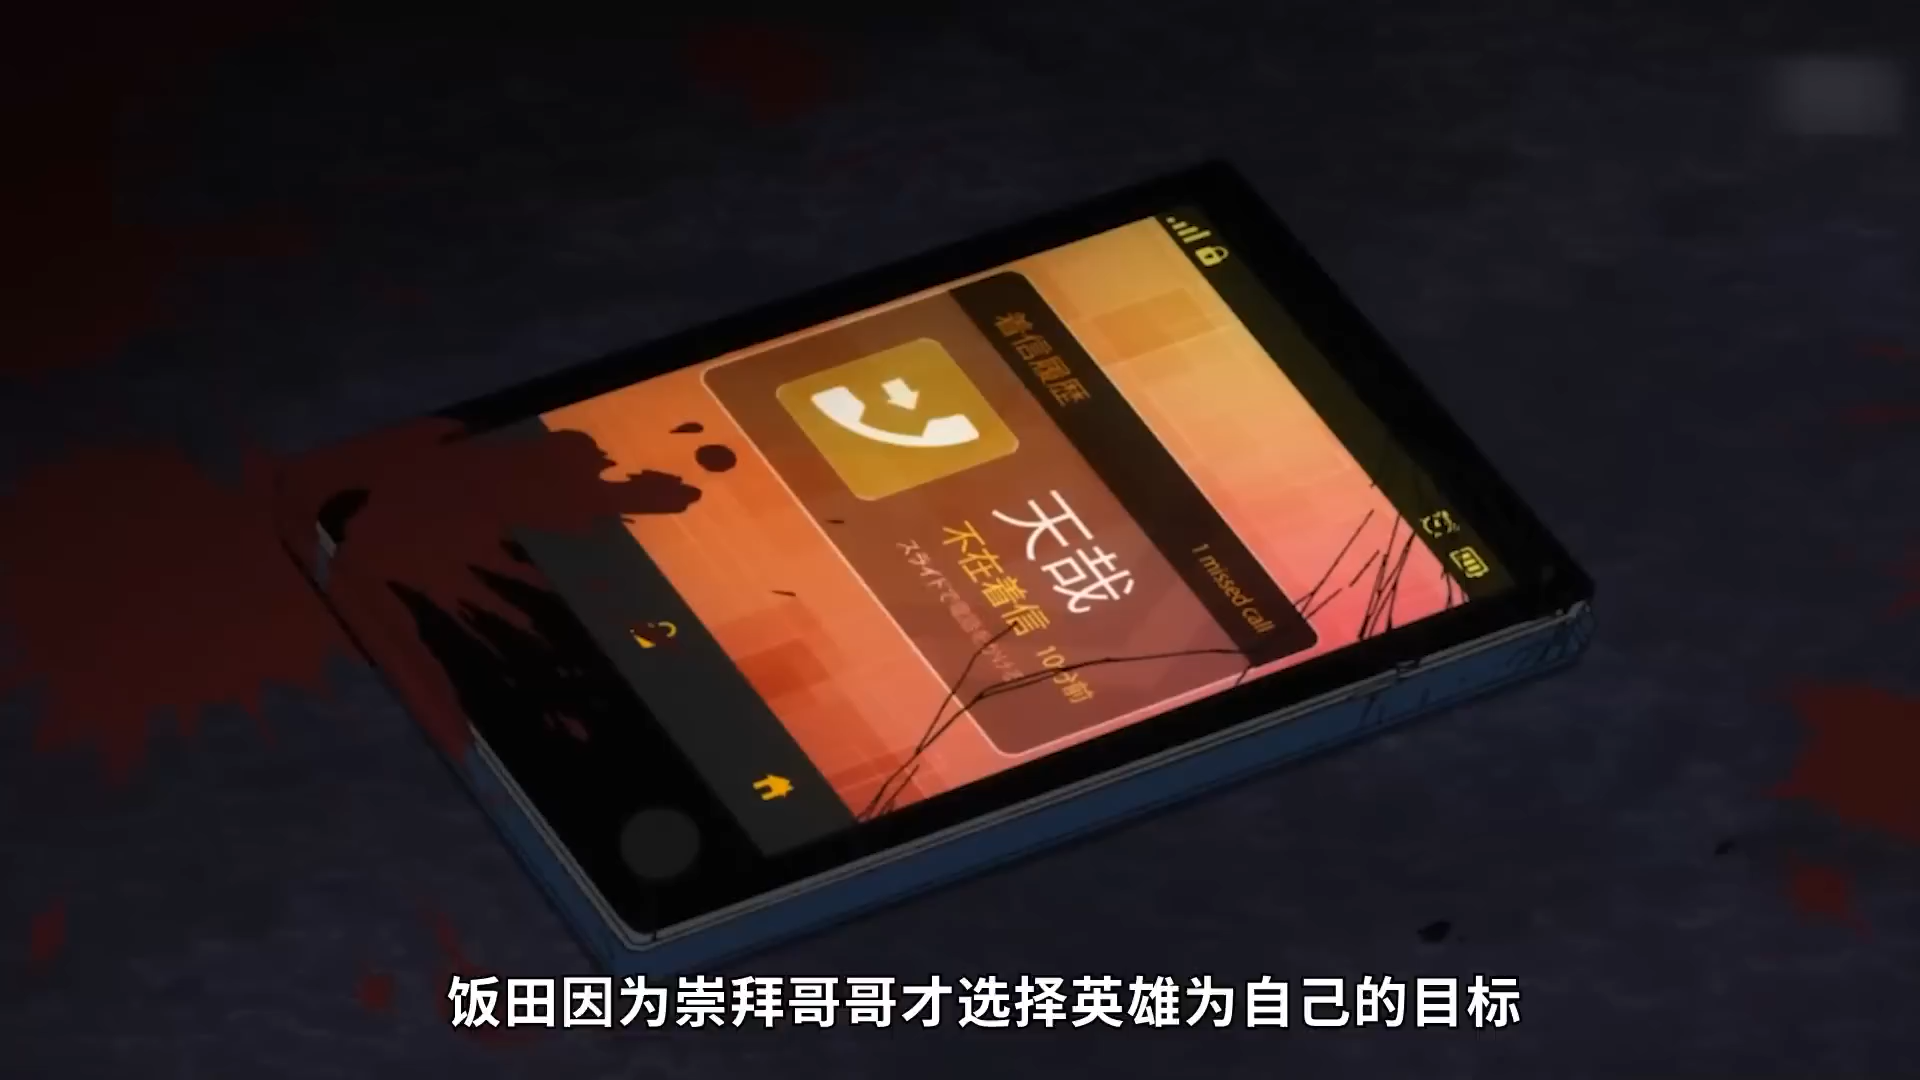 着信履歴
1 missed call
天哉
不在着信 10分前
饭田因为崇拜哥哥才选择英雄为自己的目标